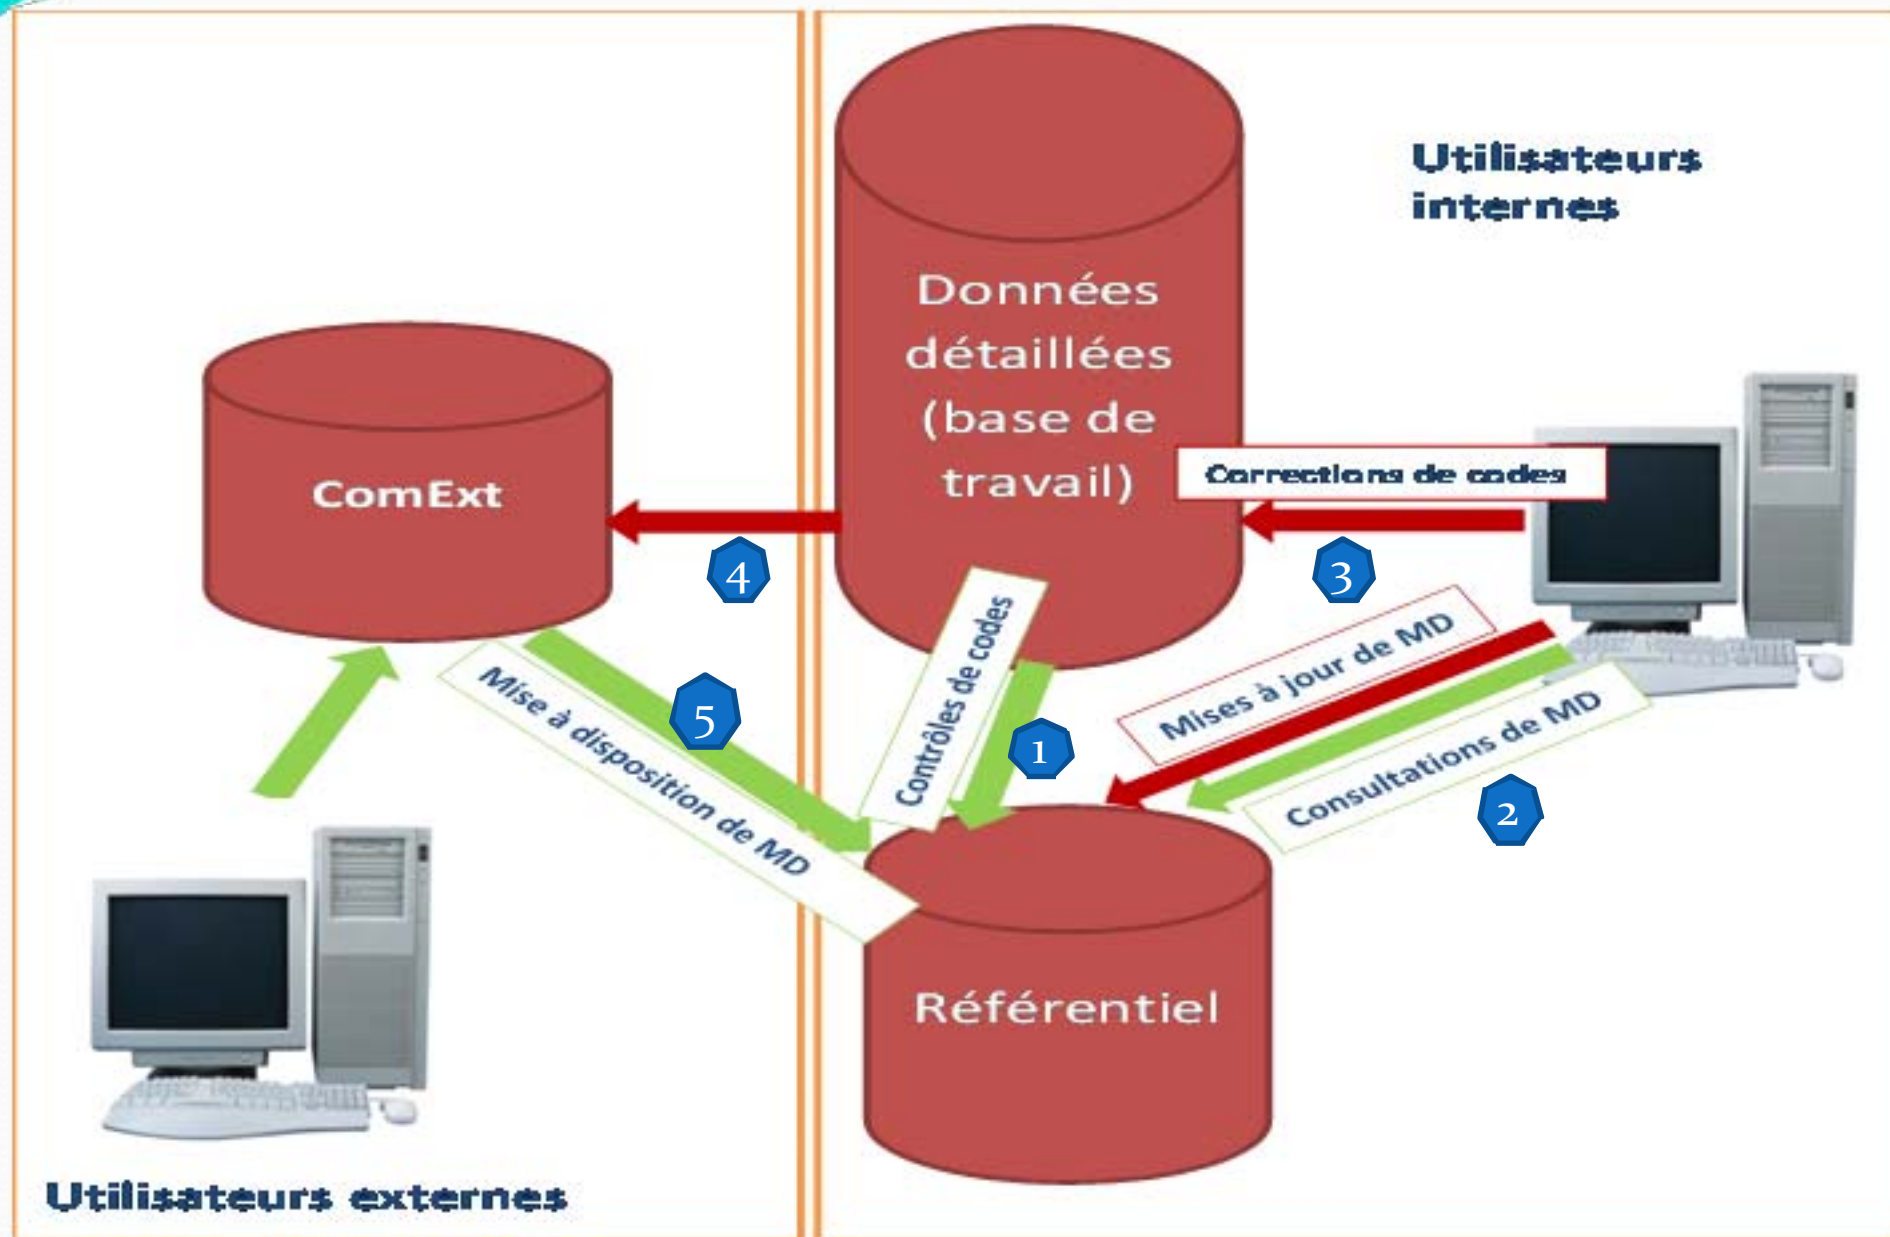 Utilisateurs
internes
Données
détaillées
(base de
travail)
ComExt
Corrections de codes
4
3
Contrôles de codes
Mises à jour de MD
Mise à disposition de MD
5
1
Consultations de MD
2
Référentiel
Utilisateurs externes